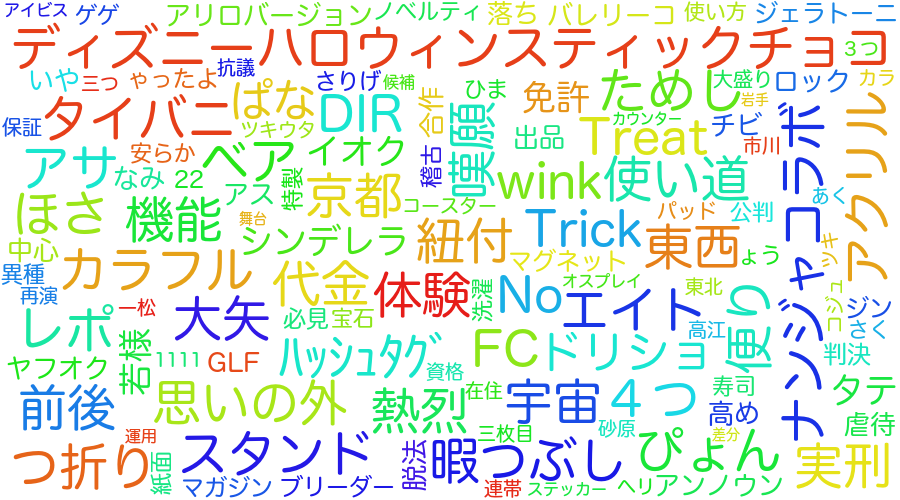 アイビス ゲゲ アリロバージョン ノベルティ 落ち バレリーコ 使い方 ジェラトーニ
ディズニーハロウィン スティックチョコ
3つ
いや 三つ ゃったよ 抗議 さりげ 候補 ひま 免許 ためし 大盛り ロック カラ
岩手
タイバニ ぱな DIR 合作 嘆願 カウンター
保証 ツキウタ 出品 Treat チビ コラボ アクリル
アサ 安らか ベア イオク 稽古 市川
なみ 22 アス 特製 京都 wink 使い道 あく
ほさ 機能 舞台 コースター Trick パッド 公判
シンデレラ 紐付 東西 ょう ツキ
中心 カラフル マグネット ナンジャ
異種 代金 体験 洗濯 No オスプレイ 東北 コジュ ジン
再演 一松 大矢 必見 宝石 エイト 便り 高江 さく
レポ ハッシュタグ FC ドリショ 判決
ヤフオク 若様 1111 GLF 資格
前後 思いの外 熱烈 在住 宇宙 4つ 寿司 タテ
高め 虐待
運用 三枚目 砂原 差分
つ折り 紙面 スタンド 脱法 暇つぶし ぴょん 実刑
マガジン ブリーダー 連帯 ステッカー ヘリ アンノウン